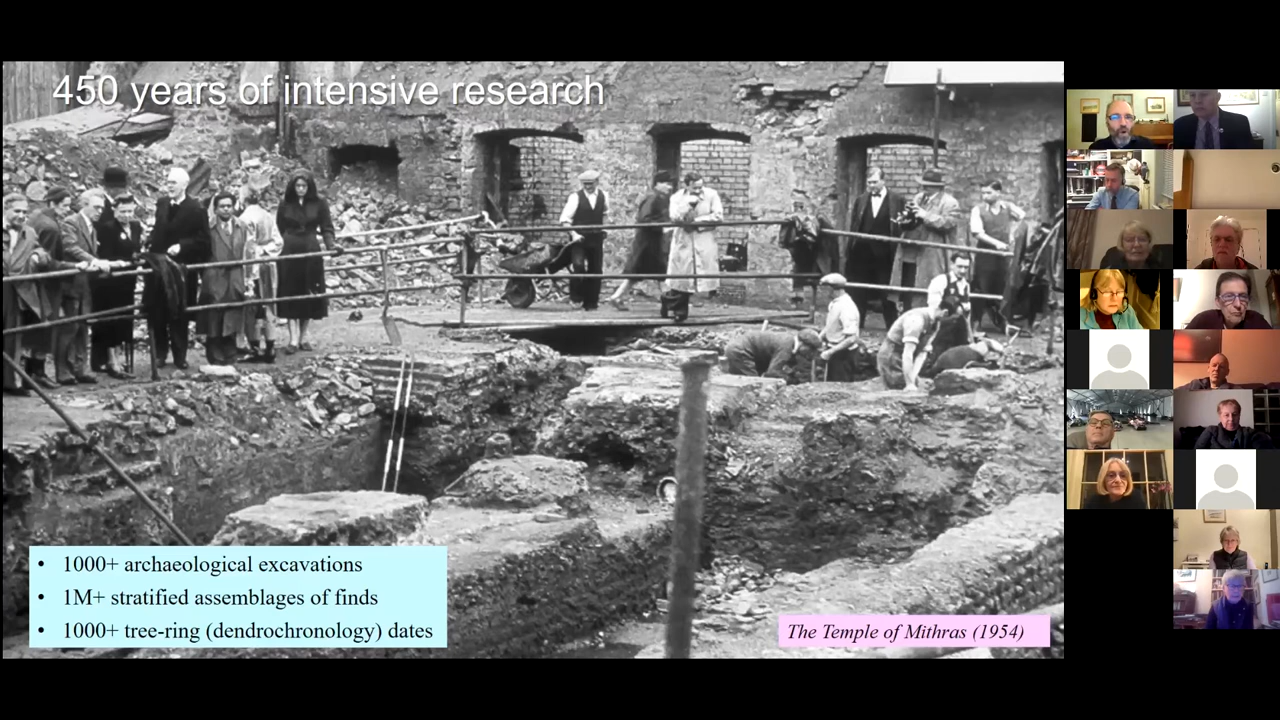 450 years of intensive research
• 1000+ archaeological excavations
• 1M+ stratified assemblages of finds
• 1000+ tree-ring (dendrochronology) dates
The Temple of Mithras (1954)